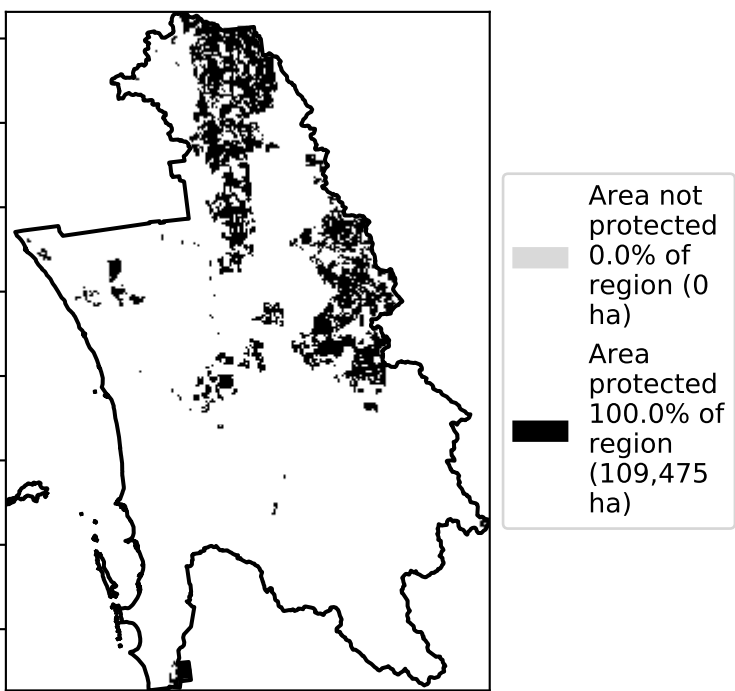 Area not
protected
0.0% of
region (0
ha)
Area
protected
100.0% of
region
(109,475
ha)